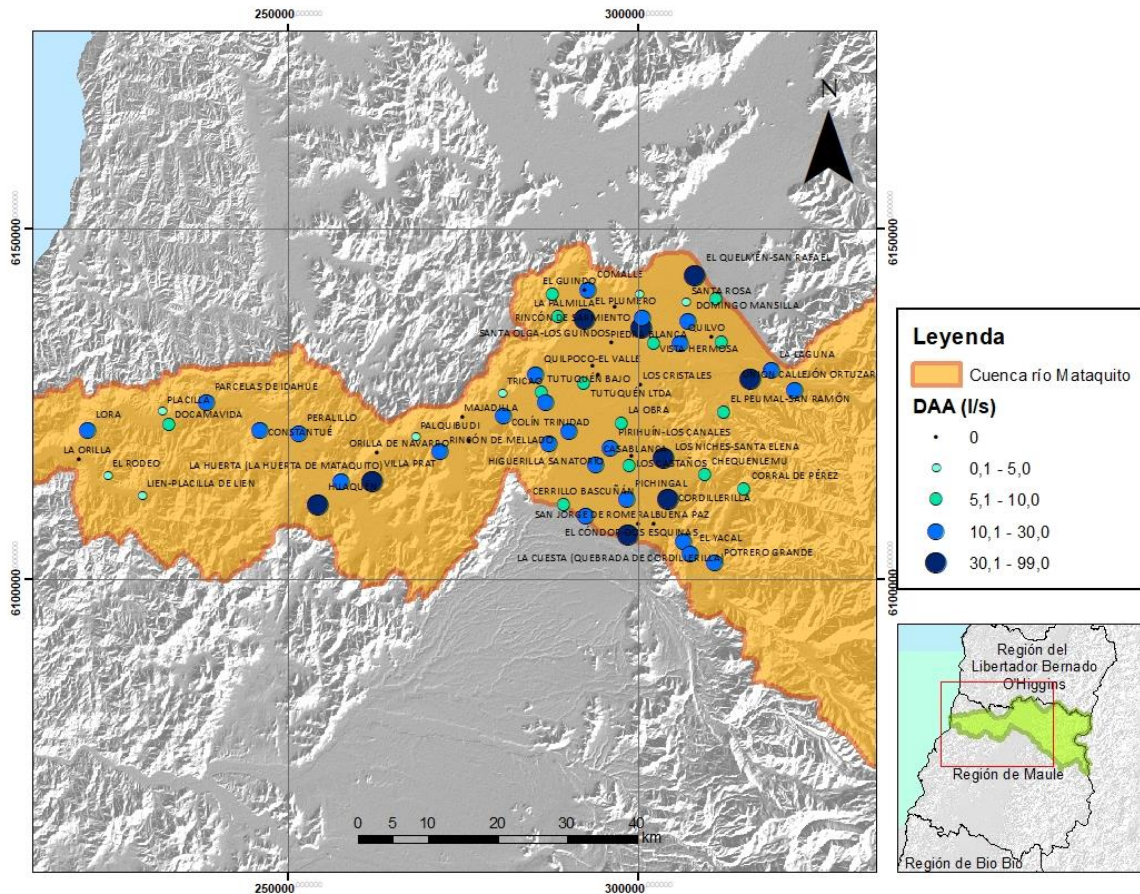 250000
300000
N
6150000
6150000
EL QUELMÉN-SAN RAFAEL
COMALLE
EL GUINDO
SANTA ROSA
LA PALMILLA
EL PLUMERO
DOMINGO MANSILLA
RINCÓN DE SARMIENTO
SANTA OLGA-LOS GUINDOS
PIEDRA BLANCA
QUILVO
VISTA HERMOSA
QUILPOCO-EL VALLE
LA LAGUNA
UNIÓN CALLEJÓN ORTUZAR
LOS CRISTALES
TUTUQUÉN BAJO
TRICAO
TUTUQUÉN LTDA
EL PEUMAL-SAN RAMÓN
PARCELAS DE IDAHUE
PLACILLA
LORA
DOCAMAVIDA
PERALILLO
MAJADILLA
COLÍN TRINIDAD
LA OBRA
CONSTANTUÉ
PALQUIBUDI
PIRIHUÍN-LOS CANALES
LA ORILLA
ORILLA DE NAVARRO
RINCÓN DE MELLADO
CASABLANCA
LOS NICHES-SANTA ELENA
EL RODEO
LA HUERTA (LA HUERTA DE MATAQUITO)
VILLA PRAT
HIGUERILLA SANATORIO
LOS CASTAÑOS
CHEQUENLEMU
CORRAL DE PÉREZ
LIEN-PLACILLA DE LIEN
HUAQUÉN
CERRILLO BASCUÑÁN
PICHINGAL
CORDILLERILLA
SAN JORGE DE ROMERAL
BUENA PAZ
EL CONDOR-DOS ESQUINAS
EL YACAL
LA CUESTA (QUEBRADA DE CORDILLERILLA)
POTRERO GRANDE
6100000
6100000
0 5 10 20 30 40
km
250000
300000
Leyenda
Cuenca río Mataquito
DAA (l/s)
0
0,1 - 5,0
5,1 - 10,0
10,1 - 30,0
30,1 - 99,0
Región del
Libertador Bernado
O'Higgins
Región de Maule
Región de Bio Bio